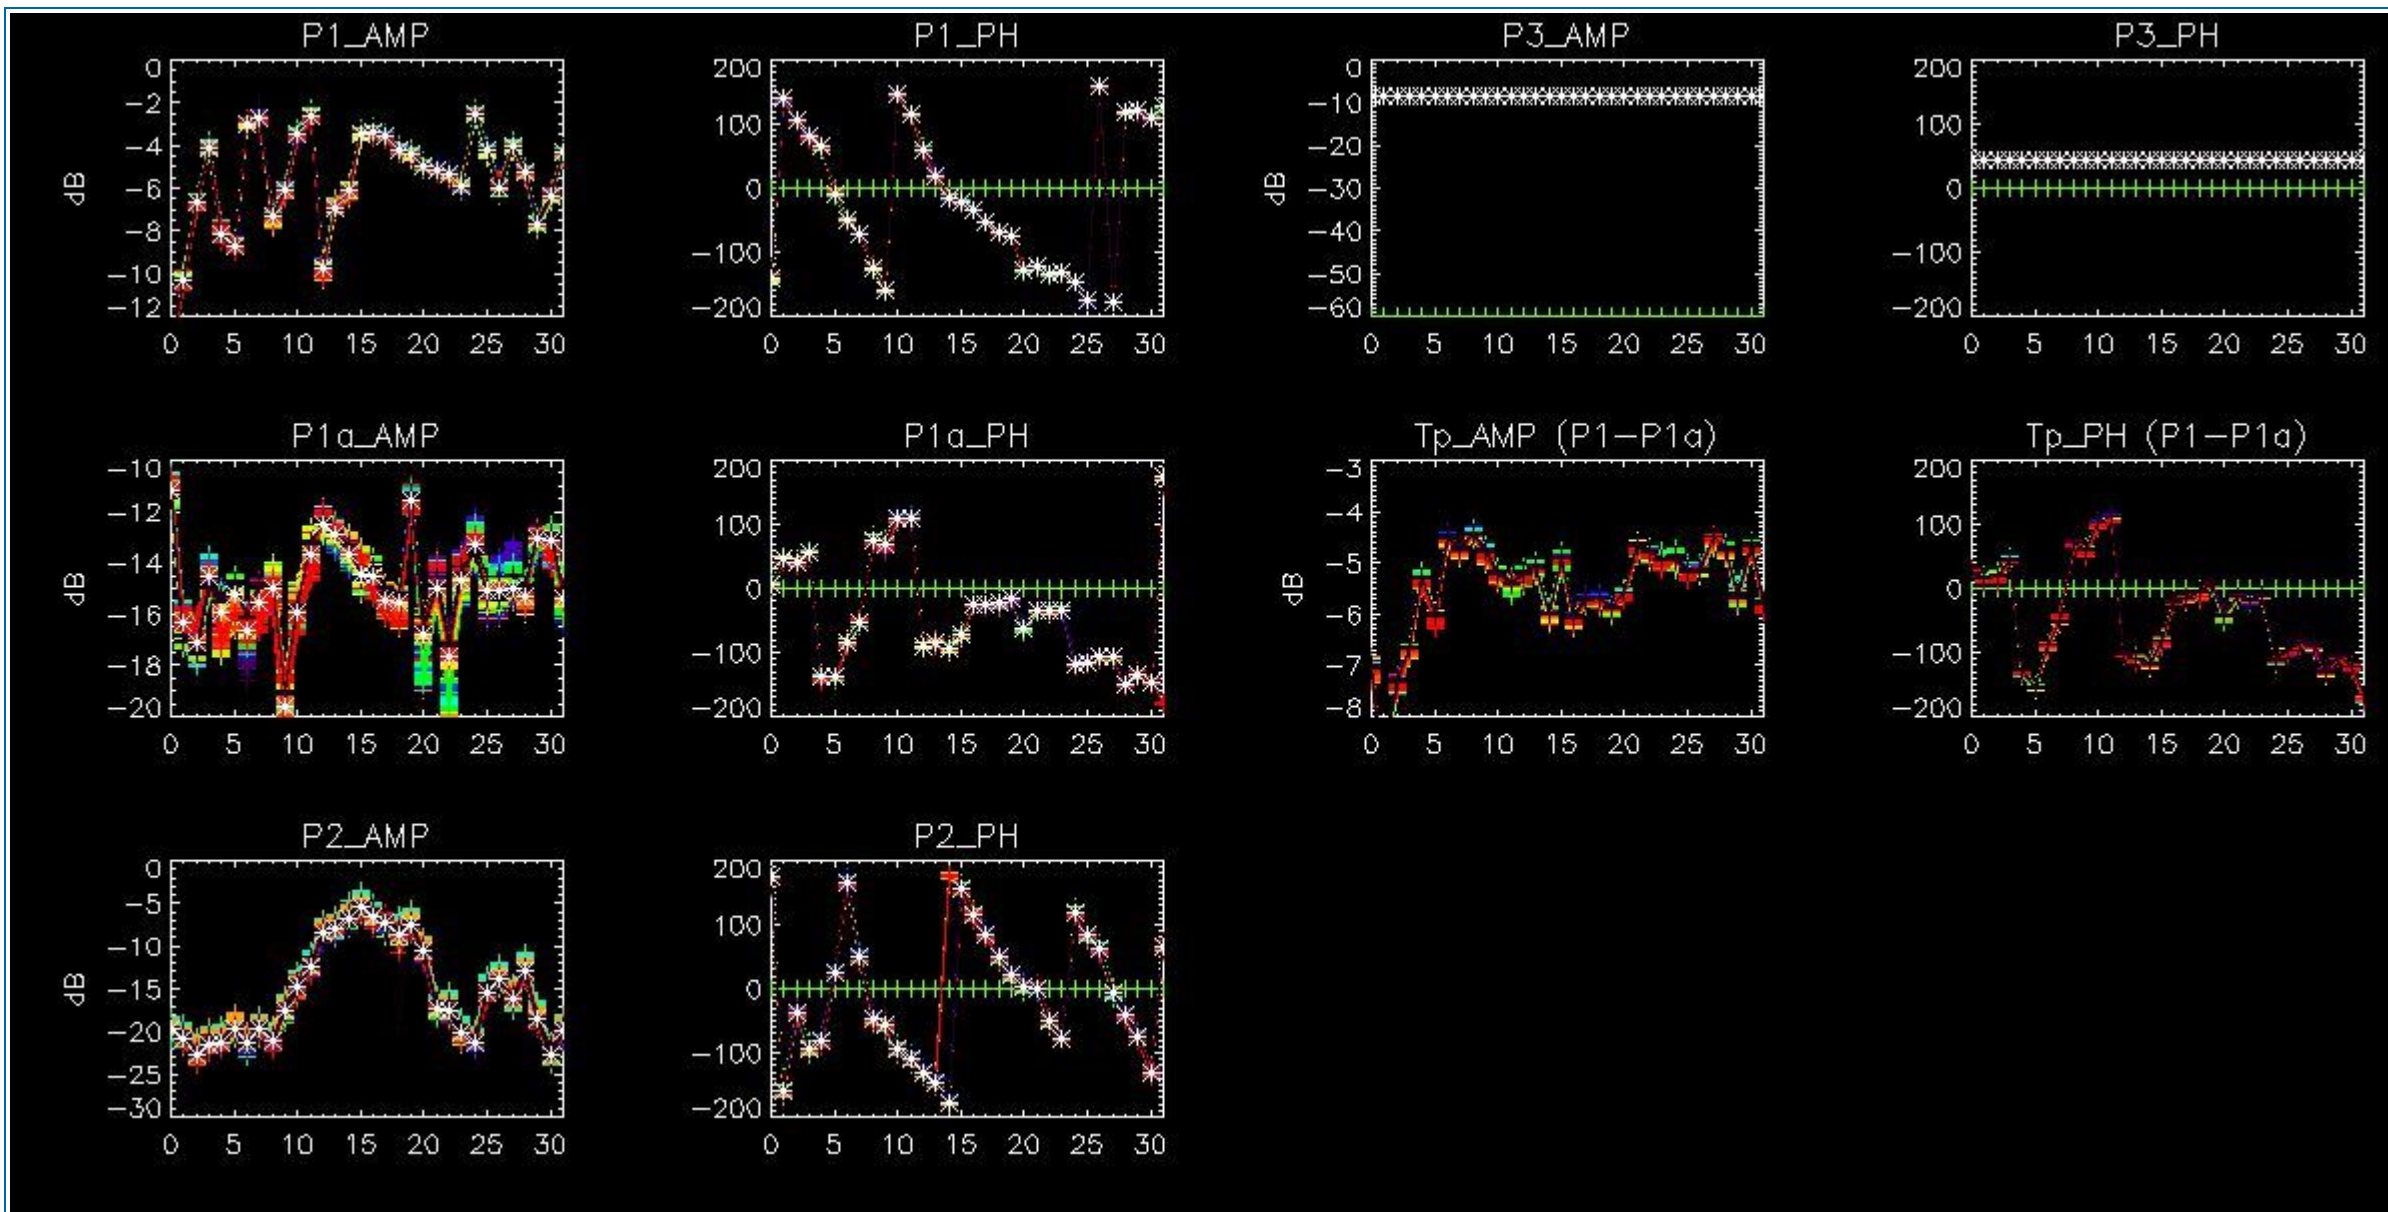 P1_AMP P1_PH P3_AMP P3_PH
0 200 0 200
-2 -10
100 100
-4 -20
dB -6 0 dB -30 0
-8 -40
-100 -100
-10 -50
-12 -200 -60 -200
0 5 10 15 20 25 30 0 5 10 15 20 25 30 0 5 10 15 20 25 30 0 5 10 15 20 25 30
P1a_AMP P1a_PH Tp_AMP (P1-P1a) Tp_PH (P1-P1a)
-10 200 -3 200
-12 100 -4 100
-14 -5
dB 0 dB 0
-16 -6
-18 -100 -7 -100
-20 -200 -8 -200
0 5 10 15 20 25 30 0 5 10 15 20 25 30 0 5 10 15 20 25 30 0 5 10 15 20 25 30
P2_AMP P2_PH
0 200
-5 100
-10
dB -15 0
-20
-25 -100
-30 -200
0 5 10 15 20 25 30 0 5 10 15 20 25 30